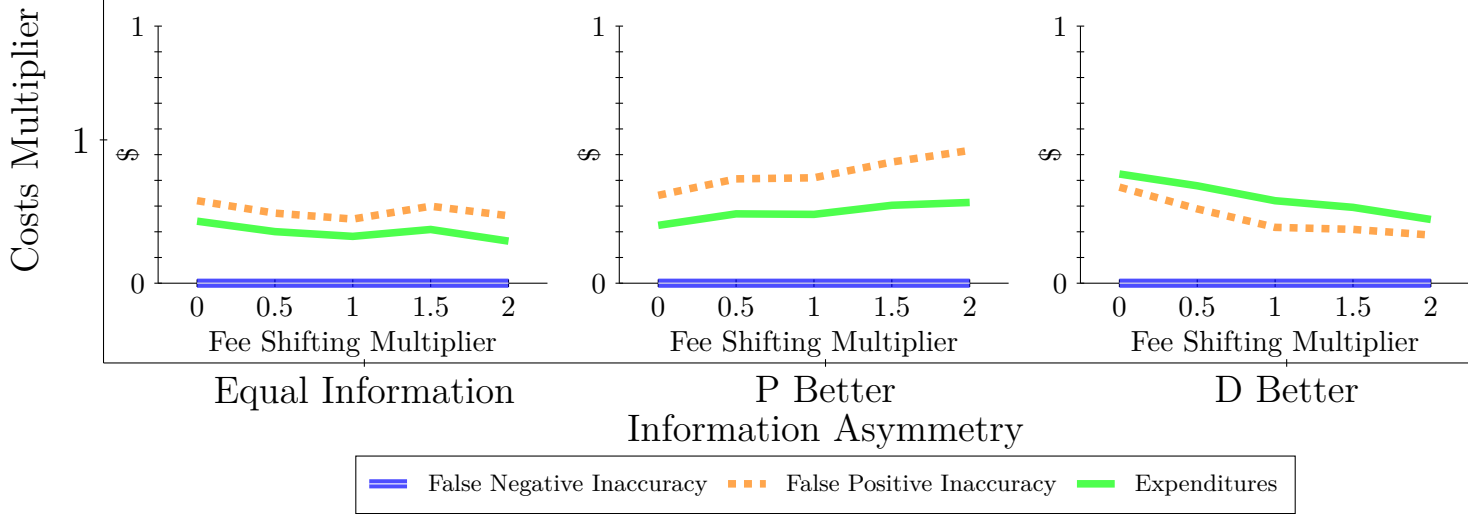 Costs Multiplier
1
1
$
0
0 0.5 1 1.5 2
Fee Shifting Multiplier
1
$
0
0 0.5 1 1.5 2
Fee Shifting Multiplier
1
$
0
0 0.5 1 1.5 2
Fee Shifting Multiplier
Equal Information
P Better
D Better
Information Asymmetry
False Negative Inaccuracy
False Positive Inaccuracy
Expenditures